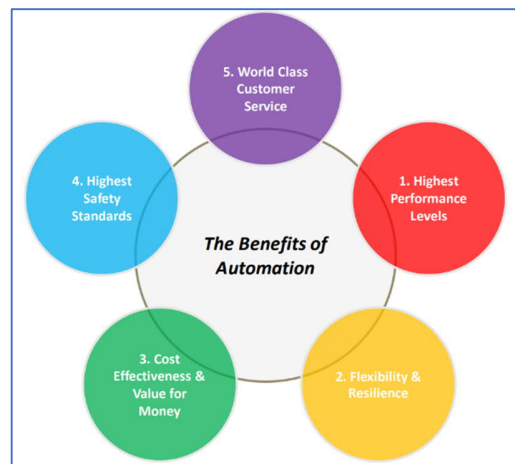 5. World Class
Customer
Service
4. Highest
Safety
Standards
1. Highest
Performance
Levels
The Benefits of
Automation
3. Cost
Effectiveness &
Value for
Money
2. Flexibility &
Resilience